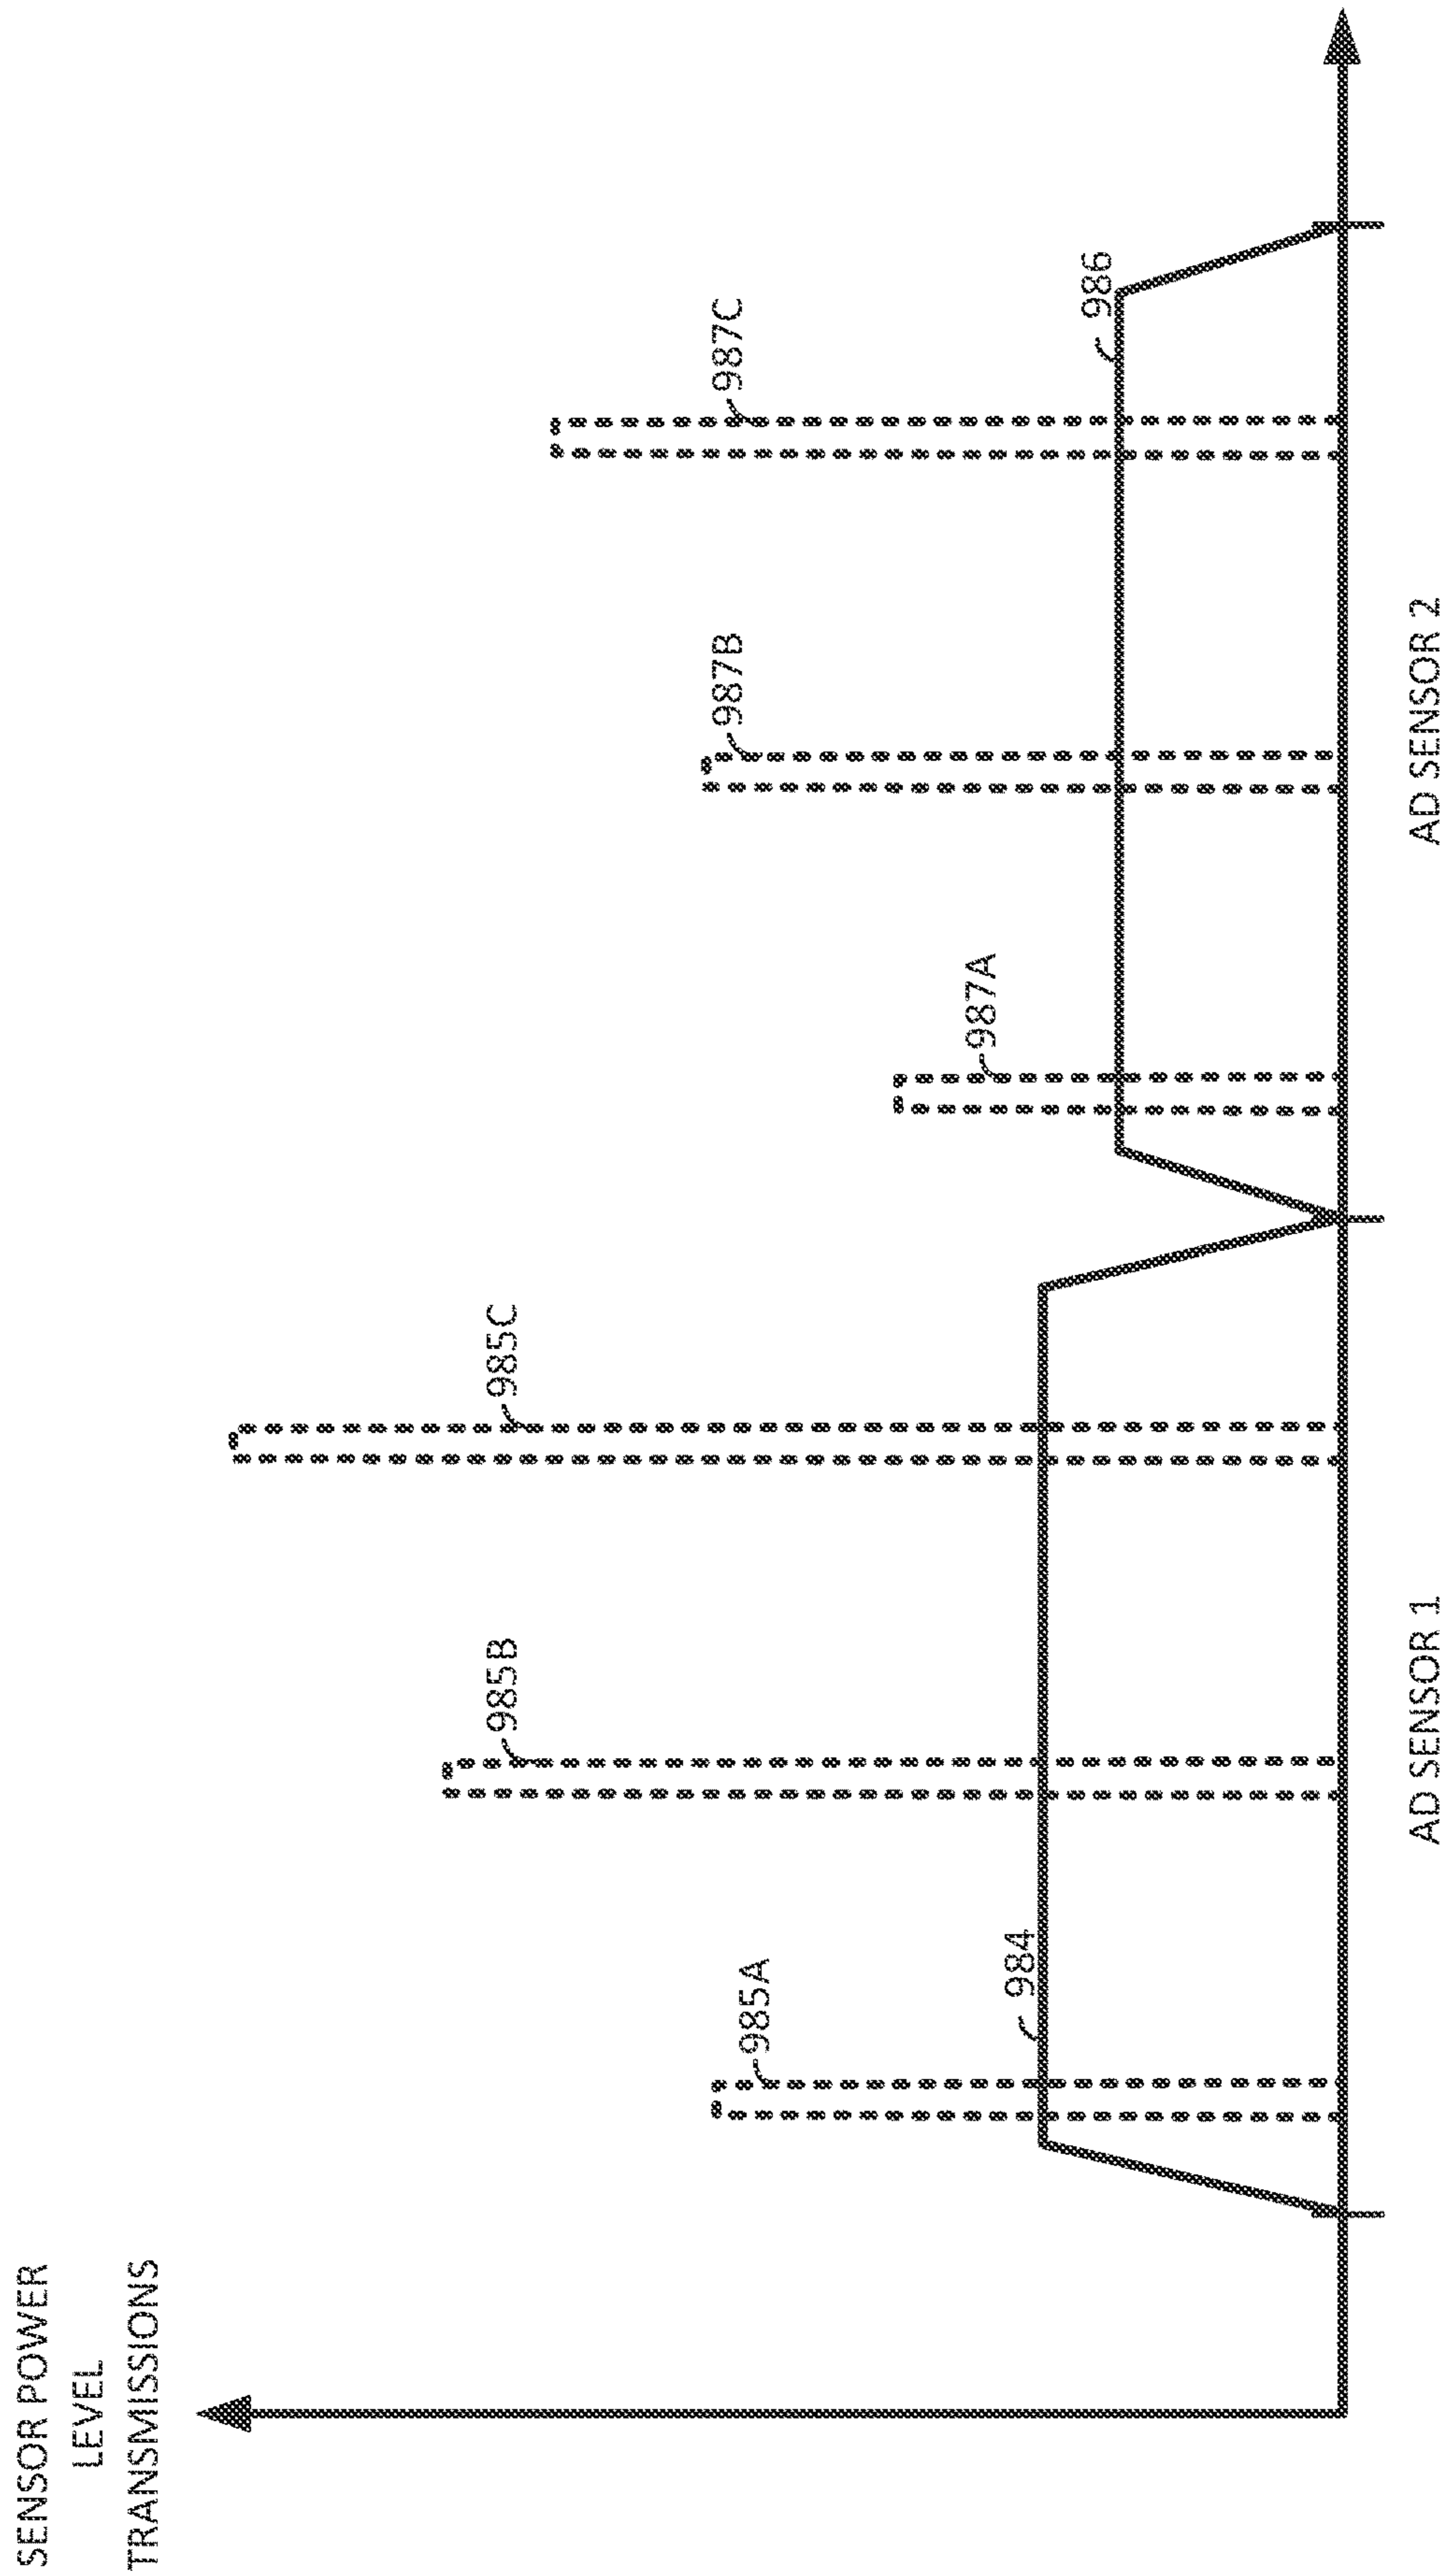 SENSOR POWER
LEVEL
TRANSMISSIONS
985A
984
985B
985C
987A
987B
987C
986
AD SENSOR 1
AD SENSOR 2